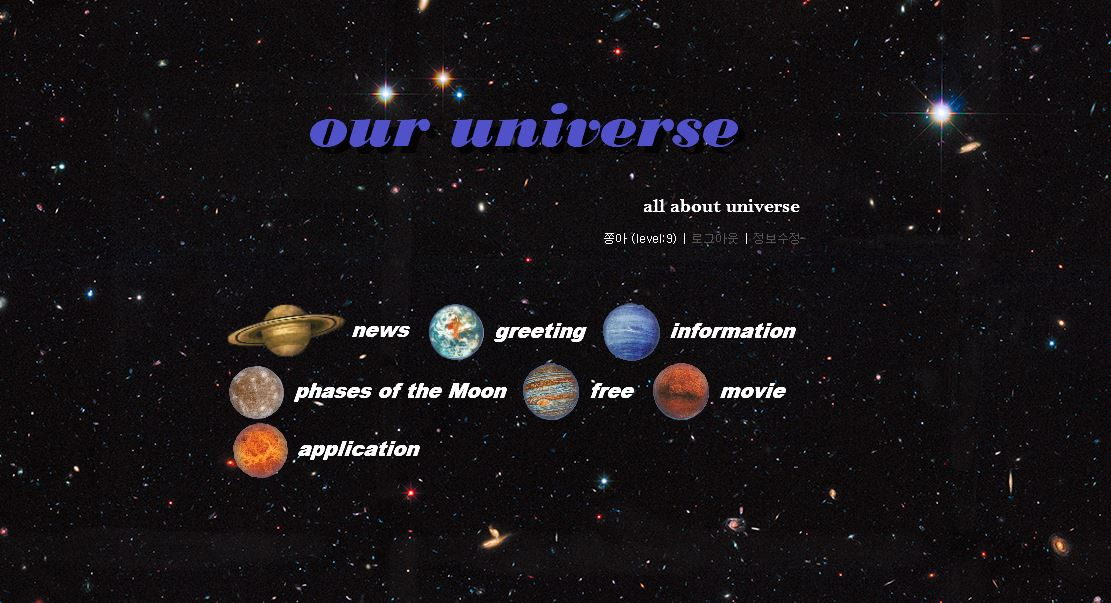 our universe
all about universe
쫑아 (level:9) | 로그아웃 | 정보수정
news greeting information
phases of the Moon free movie
application